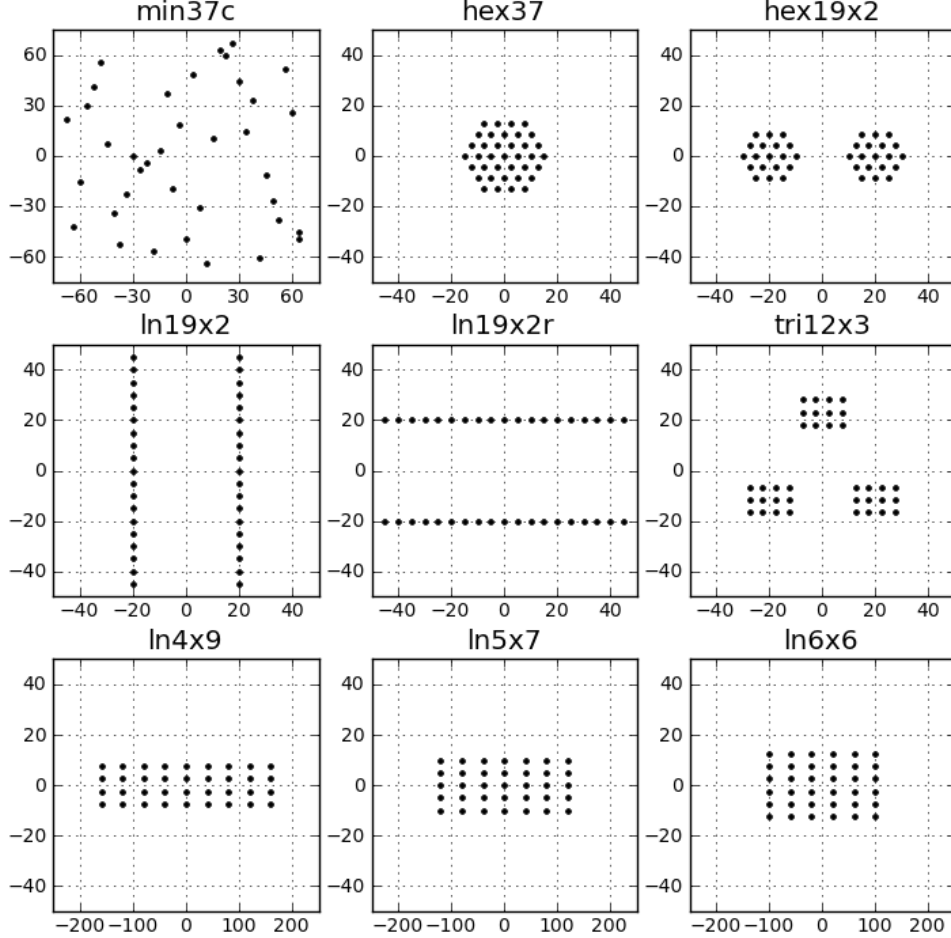 min37c hex37 hex19x2
60 40 40
30 20 20
0 0 0
−30 −20 −20
−60 −40 −40
−60 −30 0 30 60 −40 −20 0 20 40 −40 −20 0 20 40
ln19x2 ln19x2r tri12x3
40 40 40
20 20 20
0 0 0
−20 −20 −20
−40 −40 −40
−40 −20 0 20 40 −40 −20 0 20 40 −40 −20 0 20 40
ln4x9 ln5x7 ln6x6
40 40 40
20 20 20
0 0 0
−20 −20 −20
−40 −40 −40
−200 −100 0 100 200 −200 −100 0 100 200 −200 −100 0 100 200